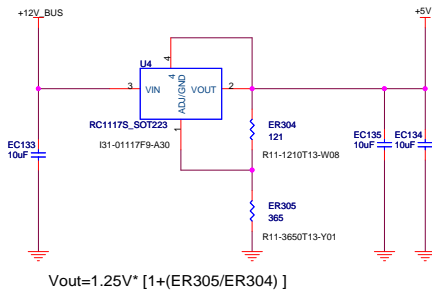 +12V_BUS
+5V
U4
4
4
3
VIN
ADJ/GND
VOUT
2
RC1117S_SOT223
1
I31-01117F9-A30
EC133
10uF
ER304
121
R11-1210T13-W08
EC135
10uF
EC134
10uF
ER305
365
R11-3650T13-Y01
Vout=1.25V* [1+(ER305/ER304) ]